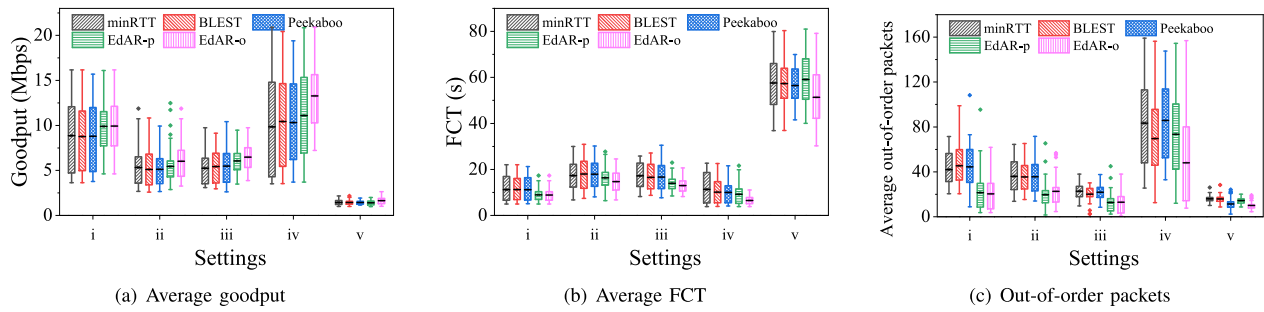 minRTT BLEST Peekaboo
EdAR-p EdAR-o
Goodput (Mbps)
20
15
10
5
0
i ii iii iv v
Settings
(a) Average goodput
minRTT BLEST Peekaboo
EdAR-p EdAR-o
FCT (s)
100
80
60
40
20
0
i ii iii iv v
Settings
(b) Average FCT
minRTT BLEST Peekaboo
EdAR-p EdAR-o
Average out-of-order packets
160
120
80
40
0
i ii iii iv v
Settings
(c) Out-of-order packets